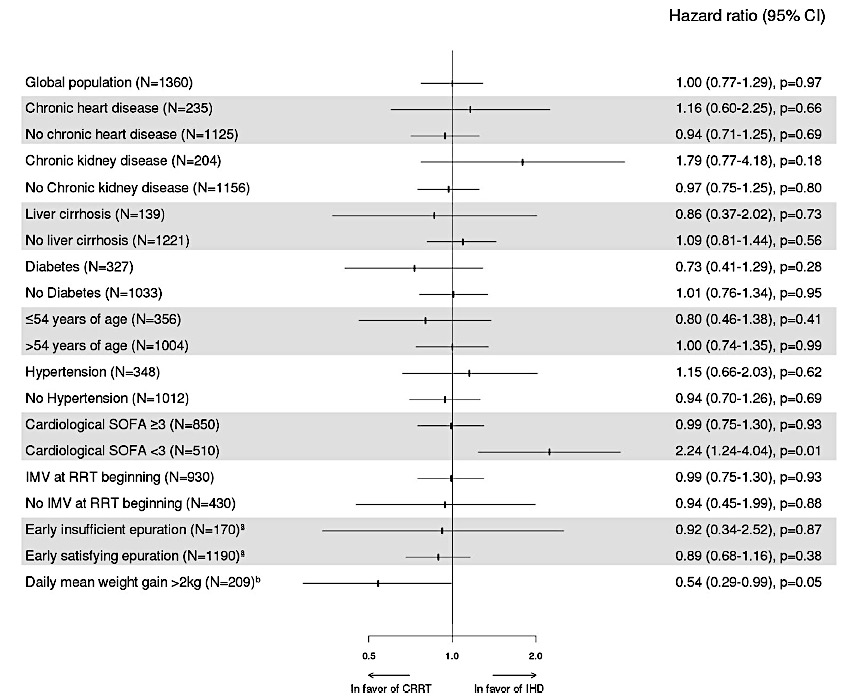 Hazard ratio (95% CI)
Global population (N=1360) 1.00 (0.77-1.29), p=0.97
Chronic heart disease (N=235) 1.16 (0.60-2.25), p=0.66
No chronic heart disease (N=1125) 0.94 (0.71-1.25), p=0.69
Chronic kidney disease (N=204) 1.79 (0.77-4.18), p=0.18
No Chronic kidney disease (N=1156) 0.97 (0.75-1.25), p=0.80
Liver cirrhosis (N=139) 0.86 (0.37-2.02), p=0.73
No liver cirrhosis (N=1221) 1.09 (0.81-1.44), p=0.56
Diabetes (N=327) 0.73 (0.41-1.29), p=0.28
No Diabetes (N=1033) 1.01 (0.76-1.34), p=0.95
≤54 years of age (N=356) 0.80 (0.46-1.38), p=0.41
>54 years of age (N=1004) 1.00 (0.74-1.35), p=0.99
Hypertension (N=348) 1.15 (0.66-2.03), p=0.62
No Hypertension (N=1012) 0.94 (0.70-1.26), p=0.69
Cardiological SOFA ≥3 (N=850) 0.99 (0.75-1.30), p=0.93
Cardiological SOFA <3 (N=510) 2.24 (1.24-4.04), p=0.01
IMV at RRT beginning (N=930) 0.99 (0.75-1.30), p=0.93
No IMV at RRT beginning (N=430) 0.94 (0.45-1.99), p=0.88
Early insufficient epuration (N=170)ª 0.92 (0.34-2.52), p=0.87
Early satisfying epuration (N=1190)ª 0.89 (0.68-1.16), p=0.38
Daily mean weight gain >2kg (N=209)ᵇ 0.54 (0.29-0.99), p=0.05
0.5 1.0 2.0
In favor of CRRT In favor of IHD